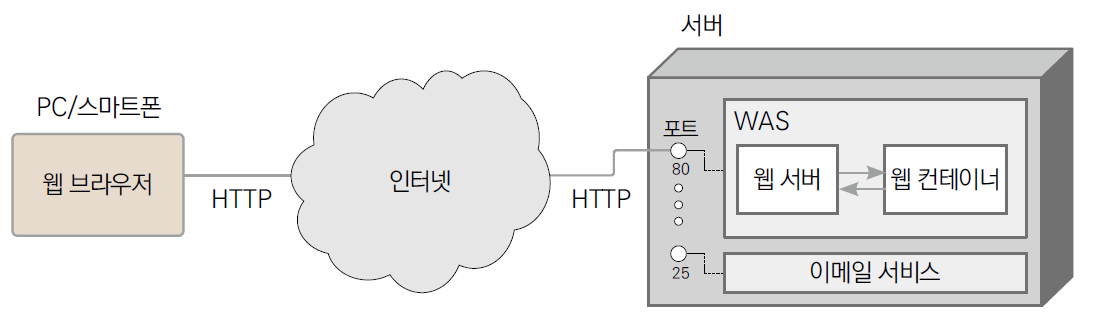 서버
PC/스마트폰
웹 브라우저
HTTP
인터넷
HTTP
포트
80
25
WAS
웹 서버
웹 컨테이너
이메일 서비스